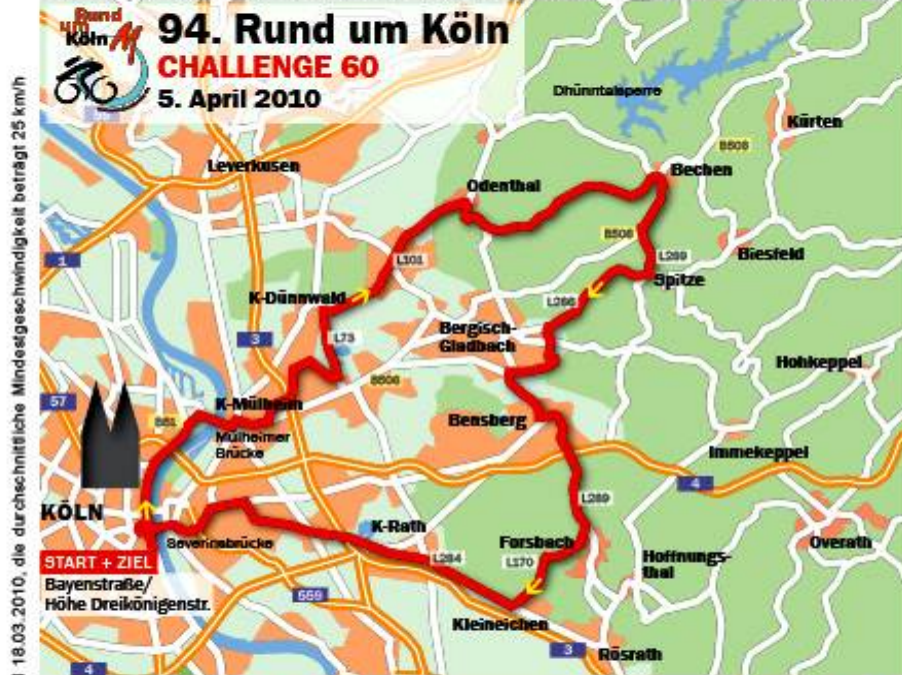 Rund
um
Köln
94. Rund um Köln
CHALLENGE 60
5. April 2010
18.03.2010, die durchschnittliche Mindestgeschwindigkeit beträgt 25 km/h
Dhünntalsperre
Kürten
B506
Leverkusen
Bechen
Odenthal
B506
L289
Biesfeld
1
L101
Spitze
K-Dünnwald
L286
3
L73
Bergisch-
Gladbach
Hohkeppel
B506
57
K-Mülheim
B51
Bensberg
Mülheimer
Brücke
Immekeppel
4
L289
KÖLN
K-Rath
Severinsbrücke
Forsbach
Overath
START + ZIEL
L284
L170
Hoffnungs-
thal
Bayenstraße/
Höhe Dreikönigenstr.
559
Kleineichen
3
Rösrath
4